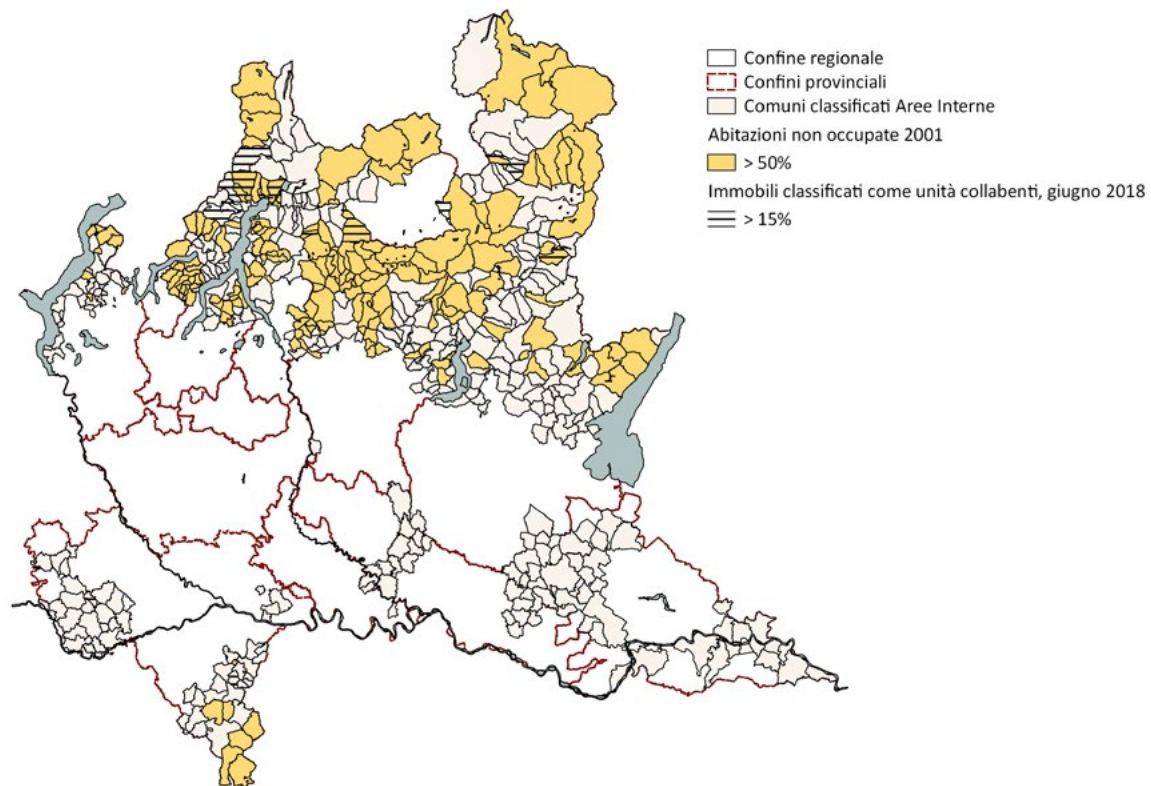 Confine regionale
Confini provinciali
Comuni classificati Aree Interne
Abitazioni non occupate 2001
> 50%
Immobili classificati come unità collabenti, giugno 2018
> 15%